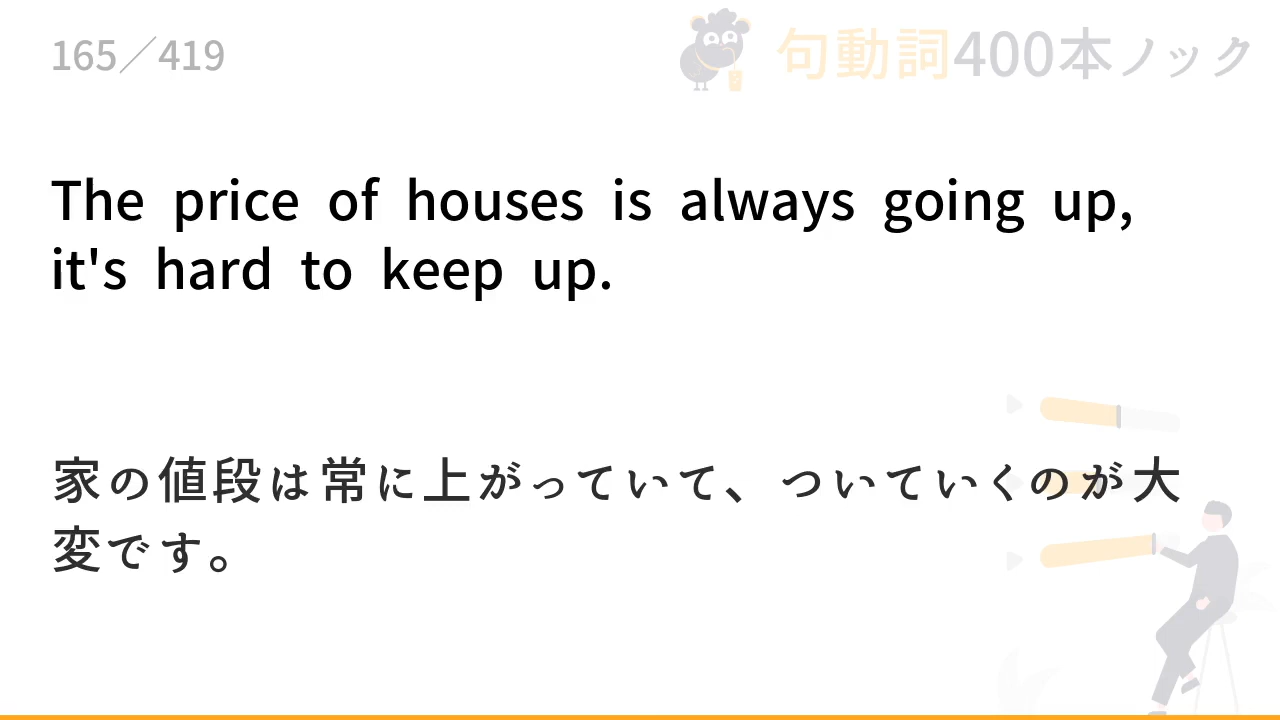 165／419
句動詞400本ノック
The price of houses is always going up,
it's hard to keep up.
家の値段は常に上がっていて、ついていくのが大
変です。